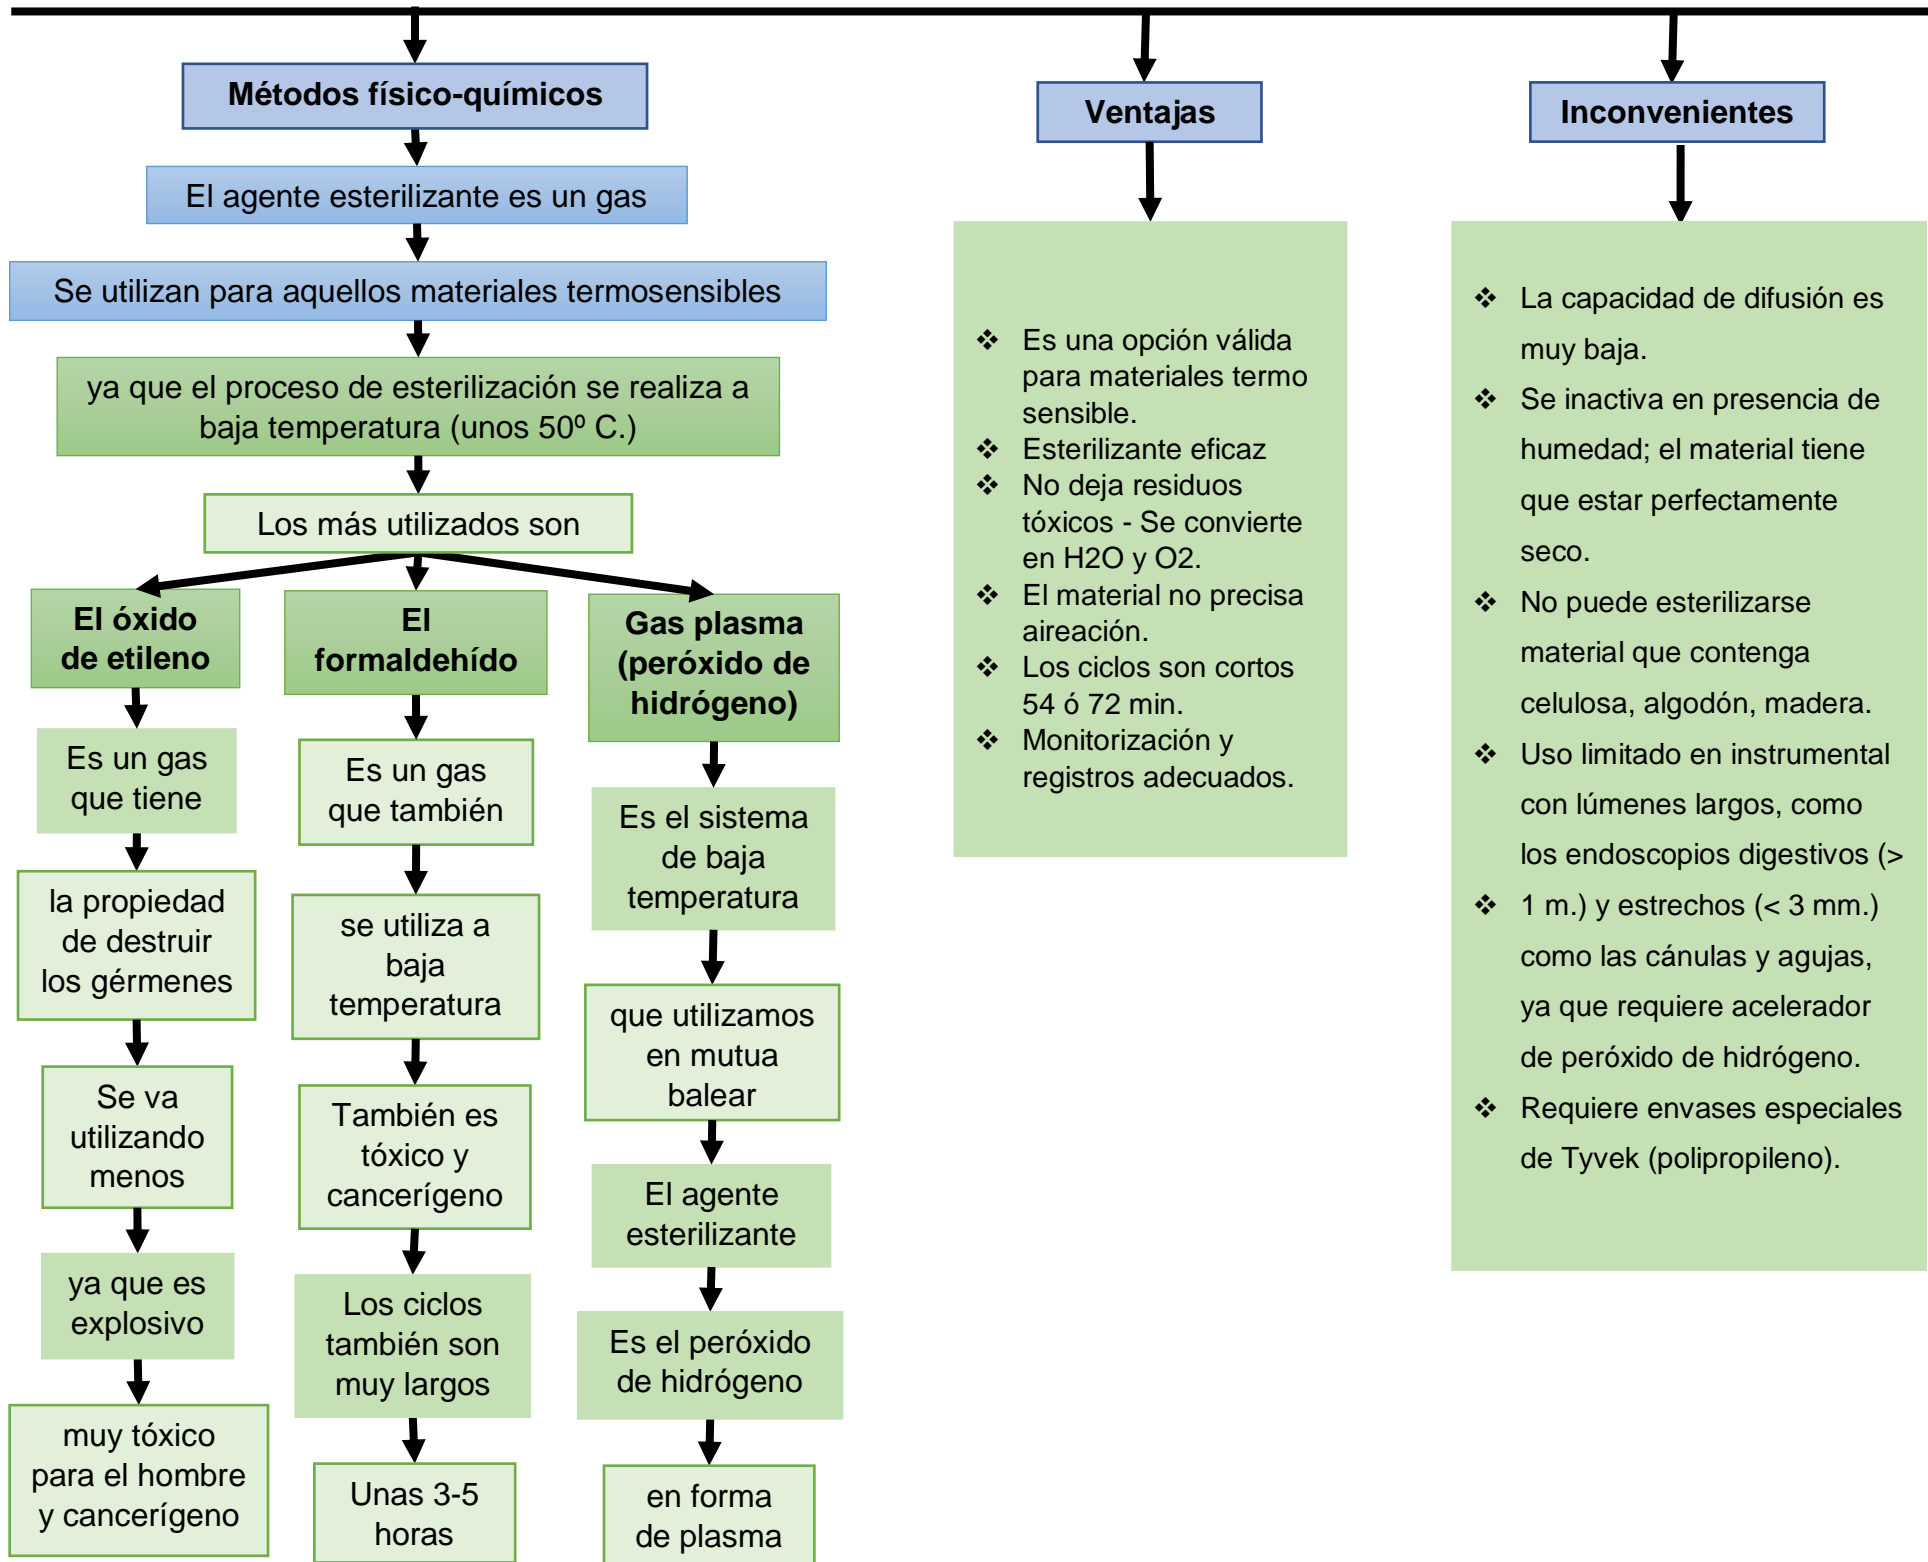 Métodos físico-químicos
El agente esterilizante es un gas
Se utilizan para aquellos materiales termosensibles
ya que el proceso de esterilización se realiza a
baja temperatura (unos 50º C.)
Los más utilizados son
El óxido
de etileno
Es un gas
que tiene
la propiedad
de destruir
los gérmenes
Se va
utilizando
menos
ya que es
explosivo
muy tóxico
para el hombre
y cancerígeno
El
formaldehído
Es un gas
que también
se utiliza a
baja
temperatura
También es
tóxico y
cancerígeno
Los ciclos
también son
muy largos
Unas 3-5
horas
Gas plasma
(peróxido de
hidrógeno)
Es el sistema
de baja
temperatura
que utilizamos
en mutua
balear
El agente
esterilizante
Es el peróxido
de hidrógeno
en forma
de plasma
Ventajas
❖ Es una opción válida
para materiales termo
sensible.
❖ Esterilizante eficaz
❖ No deja residuos
tóxicos - Se convierte
en H2O y O2.
❖ El material no precisa
aireación.
❖ Los ciclos son cortos
54 ó 72 min.
❖ Monitorización y
registros adecuados.
Inconvenientes
❖ La capacidad de difusión es
muy baja.
❖ Se inactiva en presencia de
humedad; el material tiene
que estar perfectamente
seco.
❖ No puede esterilizarse
material que contenga
celulosa, algodón, madera.
❖ Uso limitado en instrumental
con lúmenes largos, como
los endoscopios digestivos (>
❖ 1 m.) y estrechos (< 3 mm.)
como las cánulas y agujas,
ya que requiere acelerador
de peróxido de hidrógeno.
❖ Requiere envases especiales
de Tyvek (polipropileno).